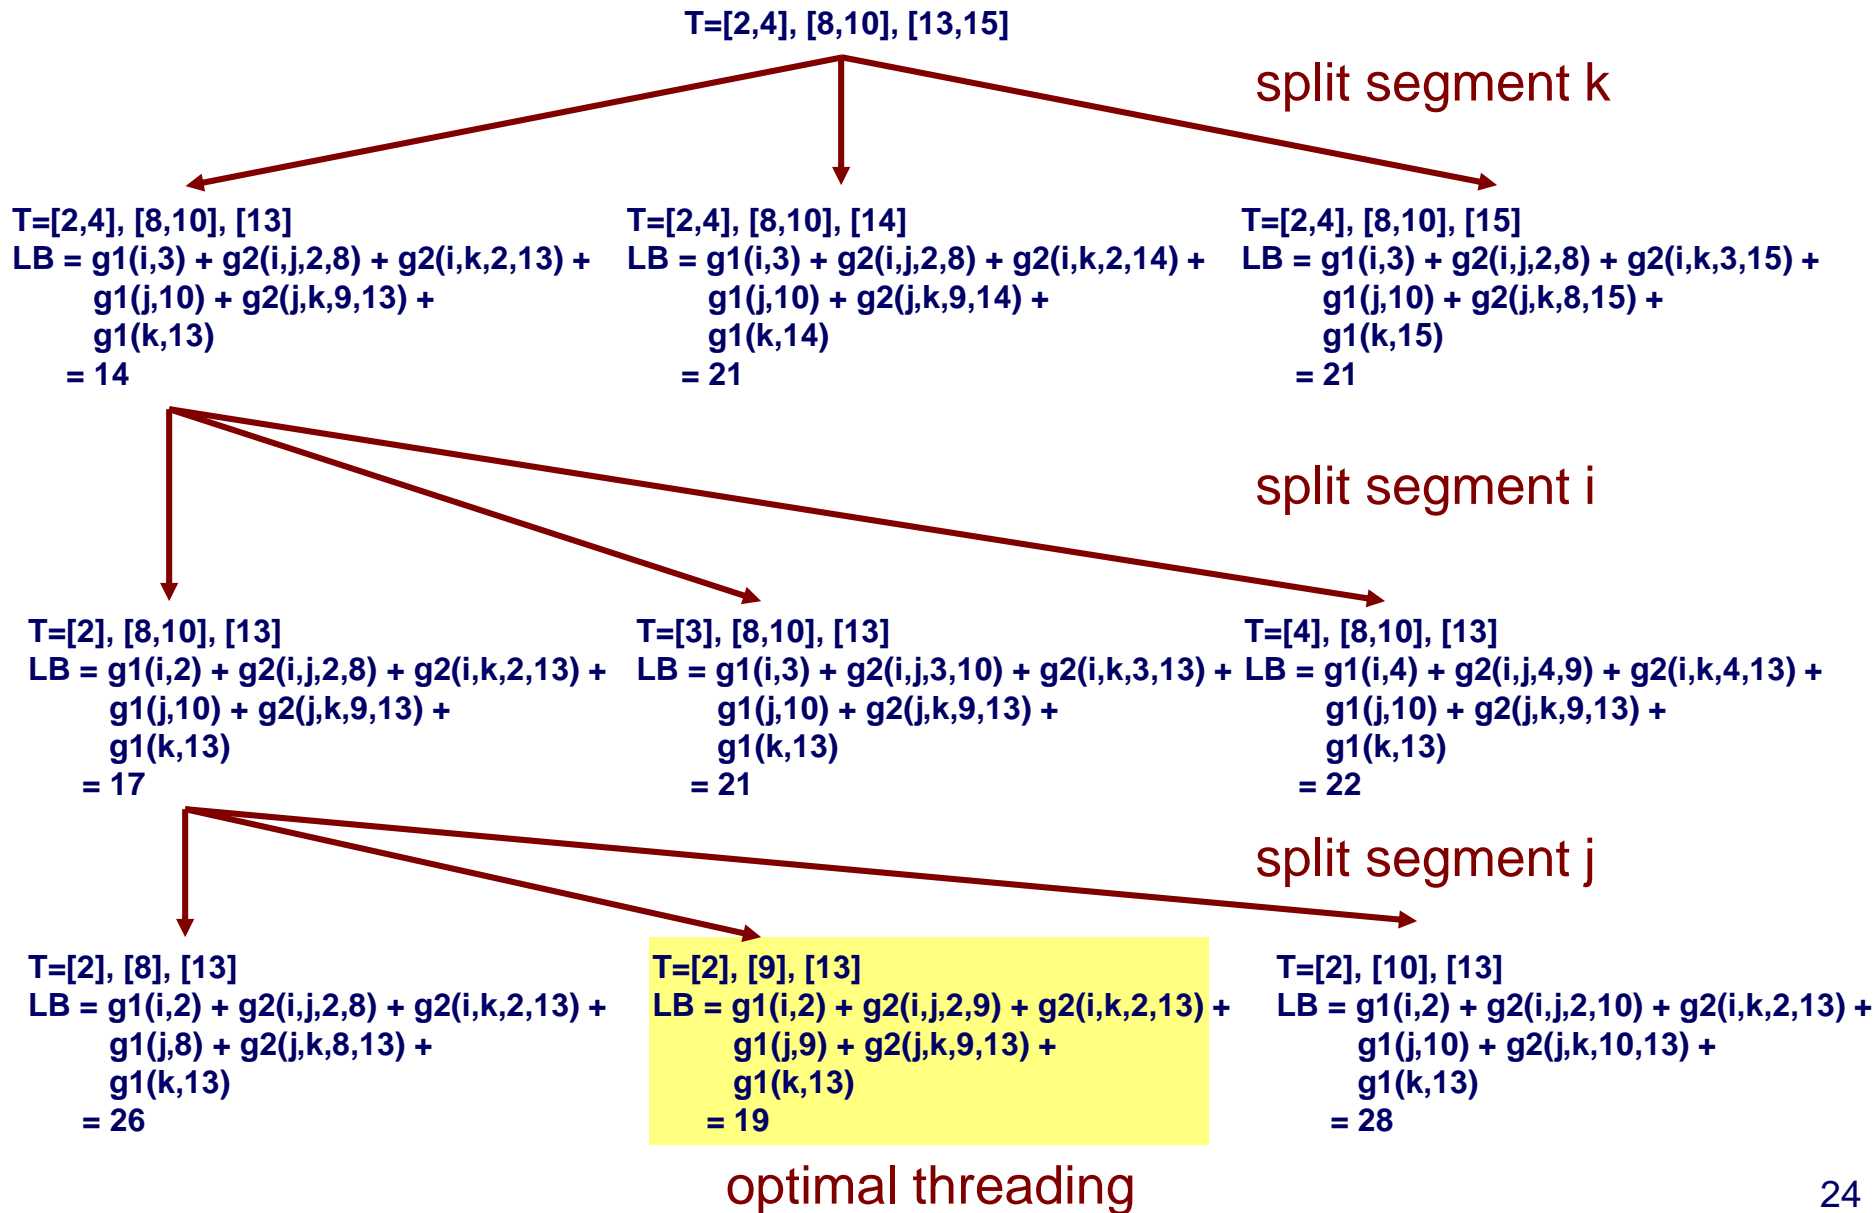 T=[2,4], [8,10], [13,15]
split segment k
T=[2,4], [8,10], [13]
LB = g1(i,3) + g2(i,j,2,8) + g2(i,k,2,13) +
g1(j,10) + g2(j,k,9,13) +
g1(k,13)
= 14
T=[2,4], [8,10], [14]
LB = g1(i,3) + g2(i,j,2,8) + g2(i,k,2,14) +
g1(j,10) + g2(j,k,9,14) +
g1(k,14)
= 21
T=[2,4], [8,10], [15]
LB = g1(i,3) + g2(i,j,2,8) + g2(i,k,3,15) +
g1(j,10) + g2(j,k,8,15) +
g1(k,15)
= 21
split segment i
T=[2], [8,10], [13]
LB = g1(i,2) + g2(i,j,2,8) + g2(i,k,2,13) +
g1(j,10) + g2(j,k,9,13) +
g1(k,13)
= 17
T=[3], [8,10], [13]
LB = g1(i,3) + g2(i,j,3,10) + g2(i,k,3,13) +
g1(j,10) + g2(j,k,9,13) +
g1(k,13)
= 21
T=[4], [8,10], [13]
LB = g1(i,4) + g2(i,j,4,9) + g2(i,k,4,13) +
g1(j,10) + g2(j,k,9,13) +
g1(k,13)
= 22
split segment j
T=[2], [8], [13]
LB = g1(i,2) + g2(i,j,2,8) + g2(i,k,2,13) +
g1(j,8) + g2(j,k,8,13) +
g1(k,13)
= 26
T=[2], [9], [13]
LB = g1(i,2) + g2(i,j,2,9) + g2(i,k,2,13) +
g1(j,9) + g2(j,k,9,13) +
g1(k,13)
= 19
T=[2], [10], [13]
LB = g1(i,2) + g2(i,j,2,10) + g2(i,k,2,13) +
g1(j,10) + g2(j,k,10,13) +
g1(k,13)
= 28
optimal threading
24